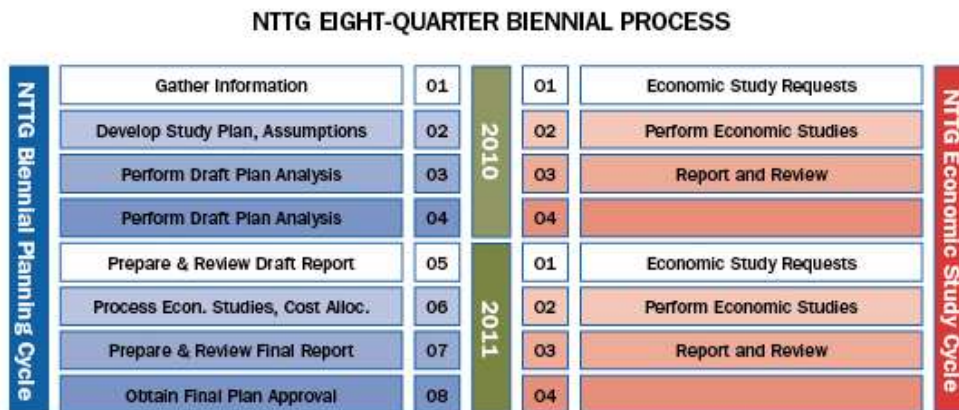 NTTG EIGHT-QUARTER BIENNIAL PROCESS
NTTG Biennial Planning Cycle
Gather Information 01
Develop Study Plan, Assumptions 02
Perform Draft Plan Analysis 03
Perform Draft Plan Analysis 04
Prepare & Review Draft Report 05
Process Econ. Studies, Cost Alloc. 06
Prepare & Review Final Report 07
Obtain Final Plan Approval 08
2010
2011
01 Economic Study Requests
02 Perform Economic Studies
03 Report and Review
04
01 Economic Study Requests
02 Perform Economic Studies
03 Report and Review
04
NTTG Economic Study Cycle